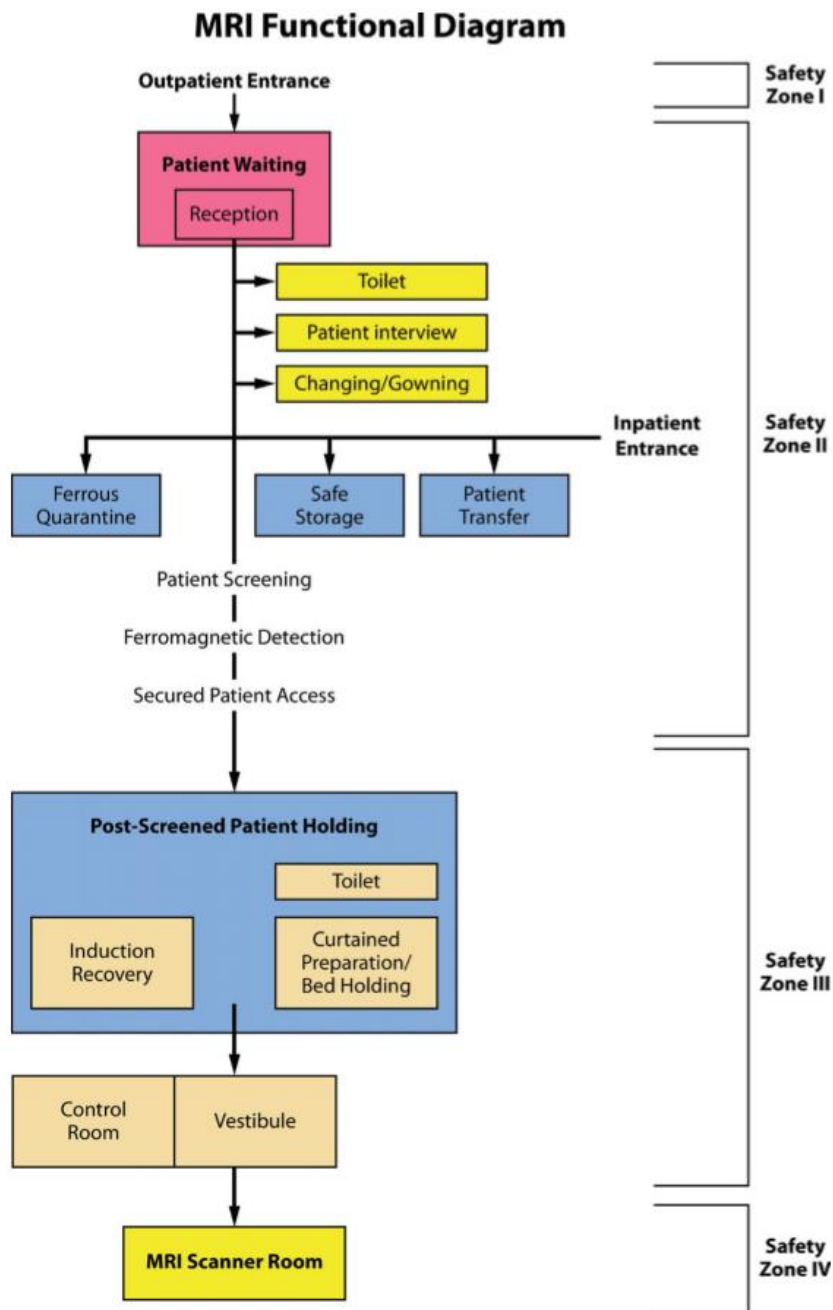 MRI Functional Diagram
Outpatient Entrance
Safety
Zone I
Patient Waiting
Reception
Toilet
Patient interview
Changing/Gowning
Inpatient
Entrance
Safety
Zone II
Ferrous
Quarantine
Safe
Storage
Patient
Transfer
Patient Screening
Ferromagnetic Detection
Secured Patient Access
Post-Screened Patient Holding
Toilet
Induction
Recovery
Curtained
Preparation/
Bed Holding
Safety
Zone III
Control
Room
Vestibule
MRI Scanner Room
Safety
Zone IV